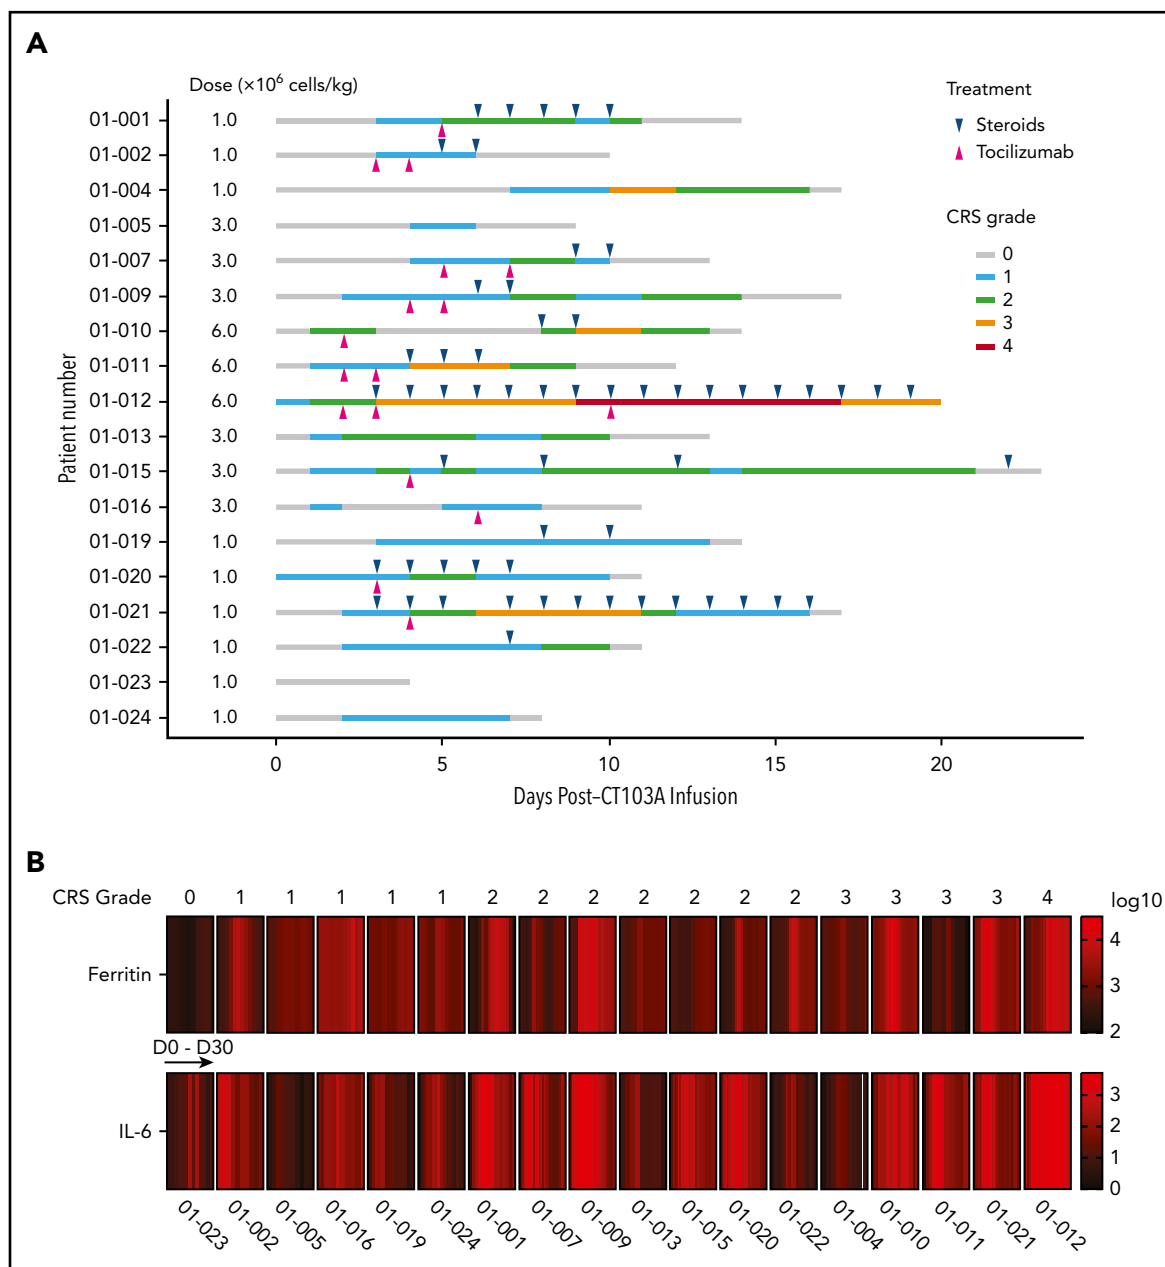 A
Dose (×10⁶ cells/kg)
Treatment
Steroids
Tocilizumab
CRS grade
0
1
2
3
4
Patient number
01-001 1.0
01-002 1.0
01-004 1.0
01-005 3.0
01-007 3.0
01-009 3.0
01-010 6.0
01-011 6.0
01-012 6.0
01-013 3.0
01-015 3.0
01-016 3.0
01-019 1.0
01-020 1.0
01-021 1.0
01-022 1.0
01-023 1.0
01-024 1.0
0 5 10 15 20
Days Post–CT103A Infusion
B
CRS Grade 0 1 1 1 1 1 2 2 2 2 2 2 2 3 3 3 3 4 log10
Ferritin
4
3
2
D0 - D30
IL-6
3
2
1
0
01-023 01-002 01-005 01-016 01-019 01-024 01-001 01-007 01-009 01-013 01-015 01-020 01-022 01-004 01-010 01-011 01-021 01-012